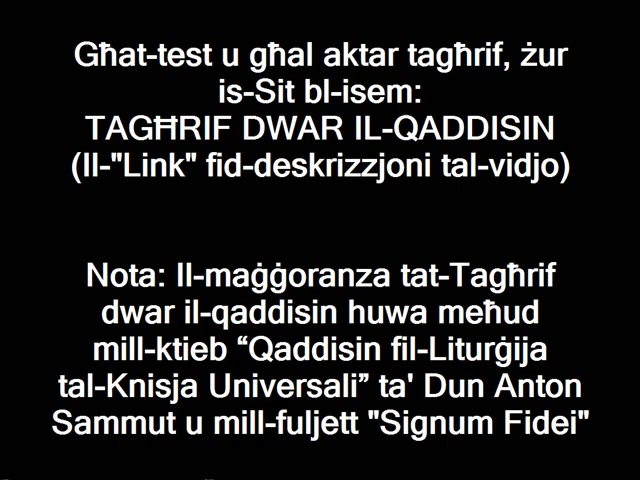 Għat-test u għal aktar tagħrif, żur
is-Sit bl-isem:
TAGĦRIF DWAR IL-QADDISIN
(Il-"Link" fid-deskrizzjoni tal-vidjo)
Nota: Il-maġġoranza tat-Tagħrif
dwar il-qaddisin huwa meħud
mill-ktieb “Qaddisin fil-Liturġija
tal-Knisja Universali” ta' Dun Anton
Sammut u mill-fuljett "Signum Fidei"